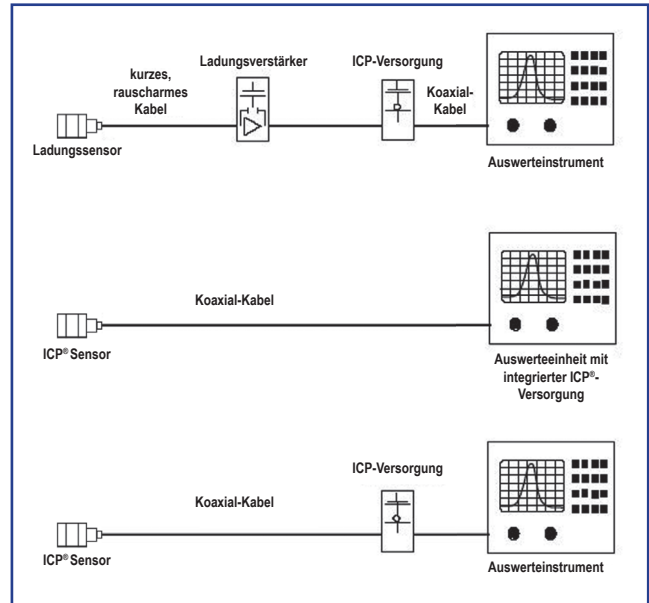 Ladungsverstärker
ICP-Versorgung
kurzes,
rauscharmes
Kabel
Koaxial-
Kabel
Ladungssensor
Auswerteinstrument
Koaxial-Kabel
ICP® Sensor
Auswerteeinheit mit
integrierter ICP®-
Versorgung
ICP-Versorgung
Koaxial-Kabel
ICP® Sensor
Auswerteinstrument